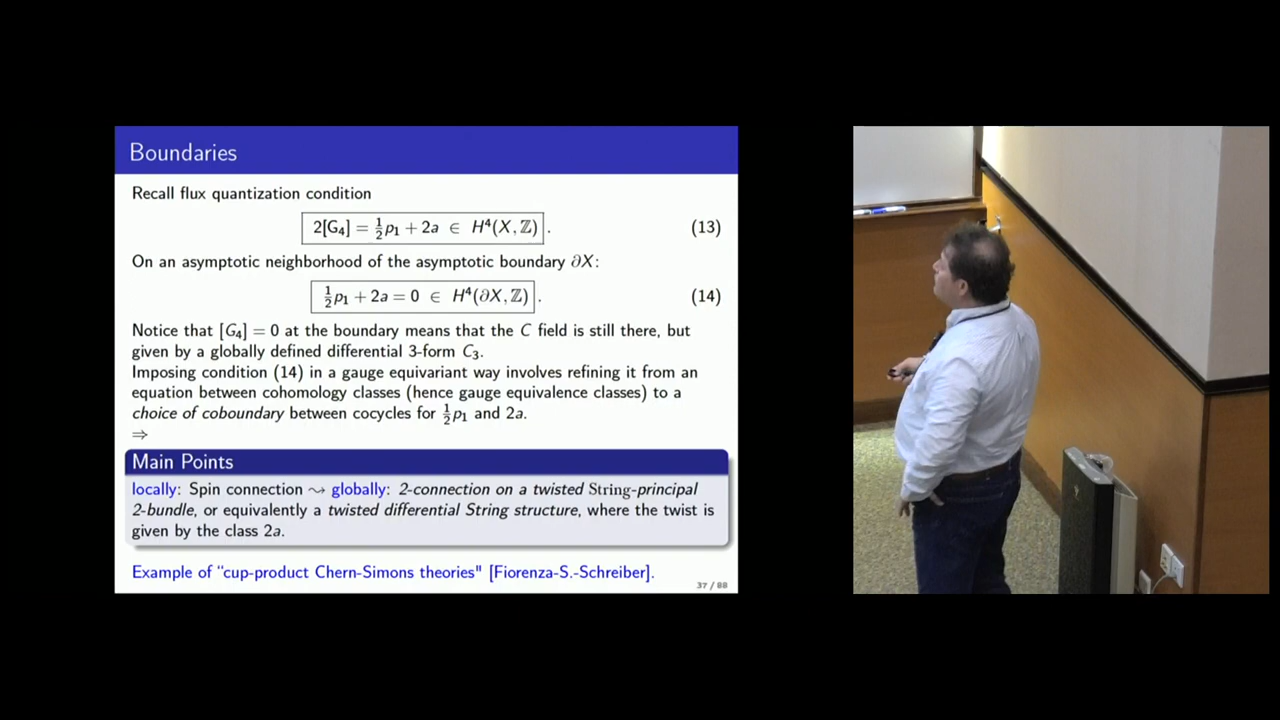 Boundaries
Recall flux quantization condition
2[G₄] = ½p₁ + 2a ∈ H⁴(X, ℤ) . (13)
On an asymptotic neighborhood of the asymptotic boundary ∂X:
½p₁ + 2a = 0 ∈ H⁴(∂X, ℤ) . (14)
Notice that [G₄] = 0 at the boundary means that the C field is still there, but
given by a globally defined differential 3-form C₃.
Imposing condition (14) in a gauge equivariant way involves refining it from an
equation between cohomology classes (hence gauge equivalence classes) to a
choice of coboundary between cocycles for ½p₁ and 2a.
⇒
Main Points
locally: Spin connection ⇝ globally: 2-connection on a twisted String-principal
2-bundle, or equivalently a twisted differential String structure, where the twist is
given by the class 2a.
Example of “cup-product Chern-Simons theories" [Fiorenza-S.-Schreiber].
37 / 88